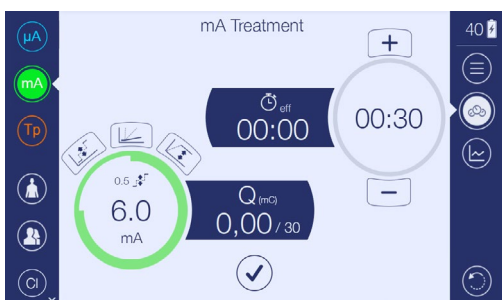 mA Treatment
40
µA
mA
Tp
Cl
eff
00:00
00:30
0.5
6.0
mA
Q (mC)
0,00 / 30